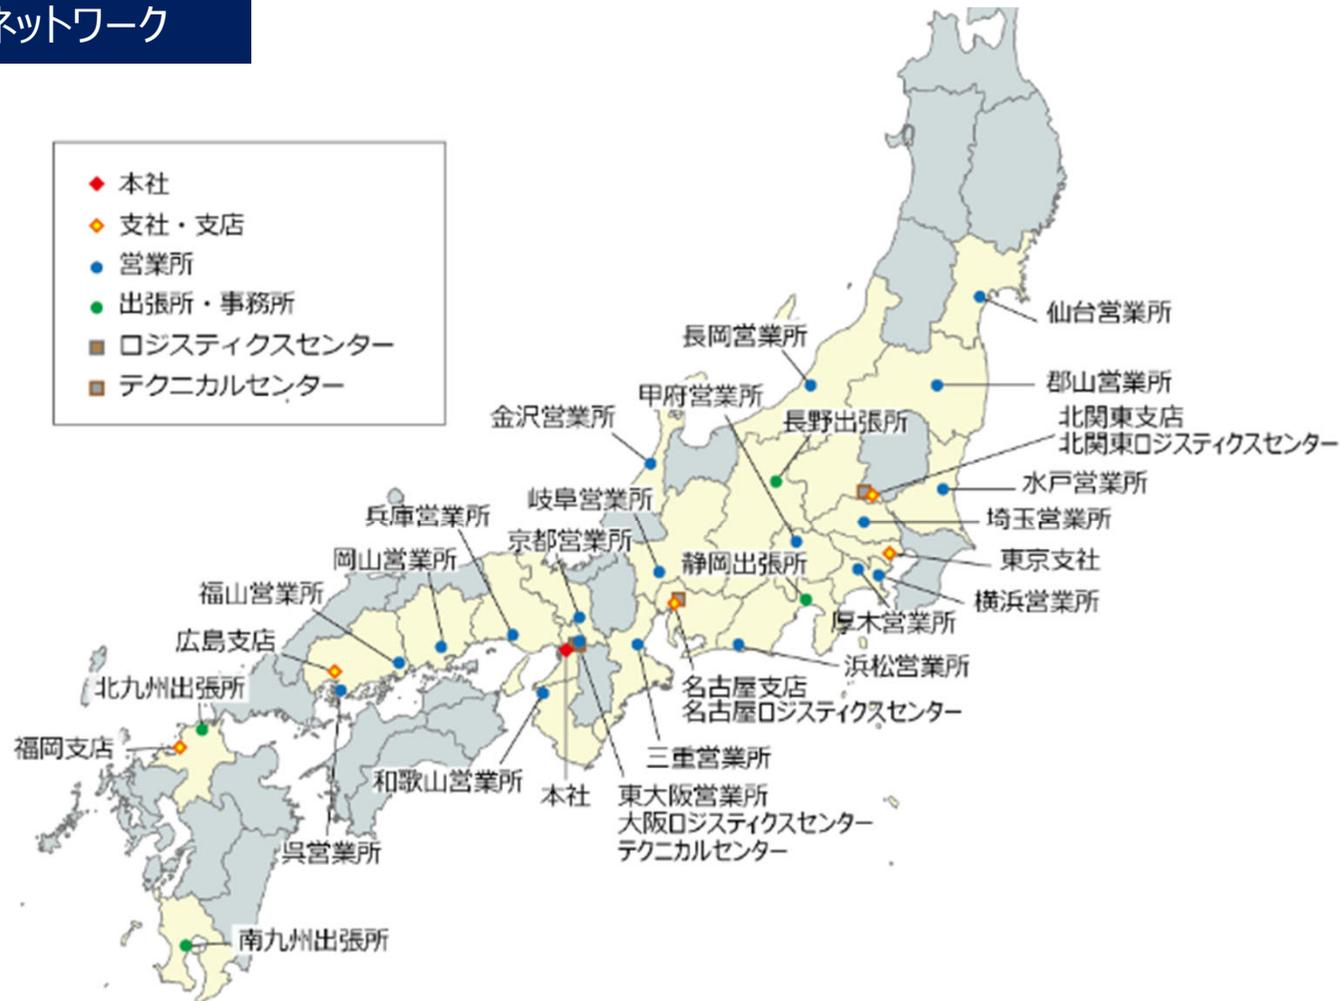 ネットワーク
本社
支社・支店
営業所
出張所・事務所
ロジスティクスセンター
テクニカルセンター
仙台営業所
長岡営業所
郡山営業所
甲府営業所
長野出張所
北関東支店
北関東ロジスティクスセンター
金沢営業所
水戸営業所
岐阜営業所
埼玉営業所
兵庫営業所
京都営業所
静岡出張所
東京支社
岡山営業所
横浜営業所
福山営業所
厚木営業所
広島支店
浜松営業所
北九州出張所
名古屋支店
名古屋ロジスティクスセンター
福岡支店
三重営業所
和歌山営業所
本社
東大阪営業所
大阪ロジスティクスセンター
テクニカルセンター
呉営業所
南九州出張所